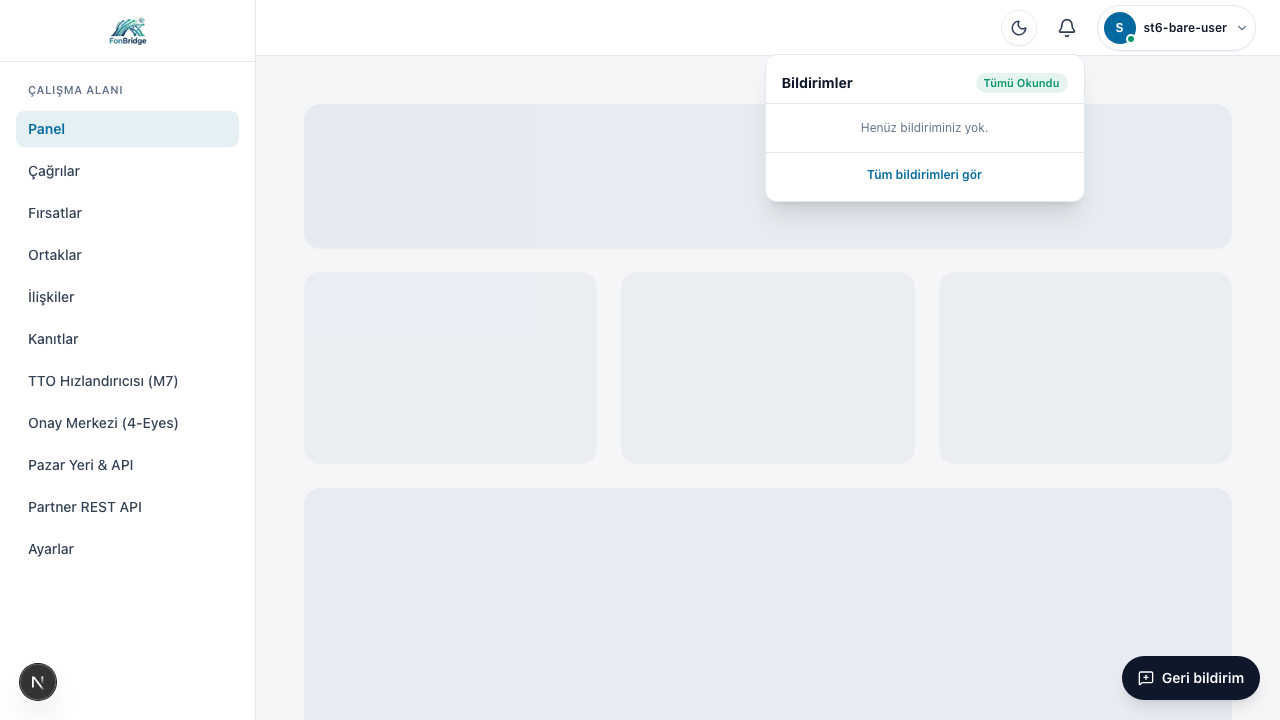 FonBridge
ÇALIŞMA ALANI
Panel
Çağrılar
Fırsatlar
Ortaklar
İlişkiler
Kanıtlar
TTO Hızlandırıcısı (M7)
Onay Merkezi (4-Eyes)
Pazar Yeri & API
Partner REST API
Ayarlar
N
S st6-bare-user
Bildirimler Tümü Okundu
Henüz bildiriminiz yok.
Tüm bildirimleri gör
Geri bildirim